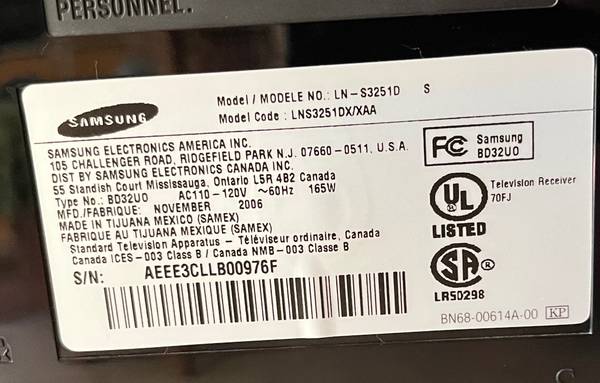 PERSONNEL.
SAMSUNG
Model / MODELE NO.: LN-S3251D S
Model Code : LNS3251DX/XAA
SAMSUNG ELECTRONICS AMERICA INC.
105 CHALLENGER ROAD, RIDGEFIELD PARK N.J. 07660-0511, U.S.A.
DIST BY SAMSUNG ELECTRONICS CANADA INC.
55 Standish Court Mississauga, Ontario L5R 4B2 Canada
Type No.: BD32UO AC110-120V ~60Hz 165W
MFD./FABRIQUE: NOVEMBER 2006
MADE IN TIJUANA MEXICO (SAMEX)
FABRIQUE AU TIJUANA MEXIQUE (SAMEX)
Standard Television Apparatus - Téléviseur ordinaire, Canada
Canada ICES-003 Class B / Canada NMB-003 Classe B
S/N: AEEE3CLLB00976F
FC Samsung
BD32UO
UL
LISTED
Television Receiver
70FJ
SA
LR50298
BN68-00614A-00 KP